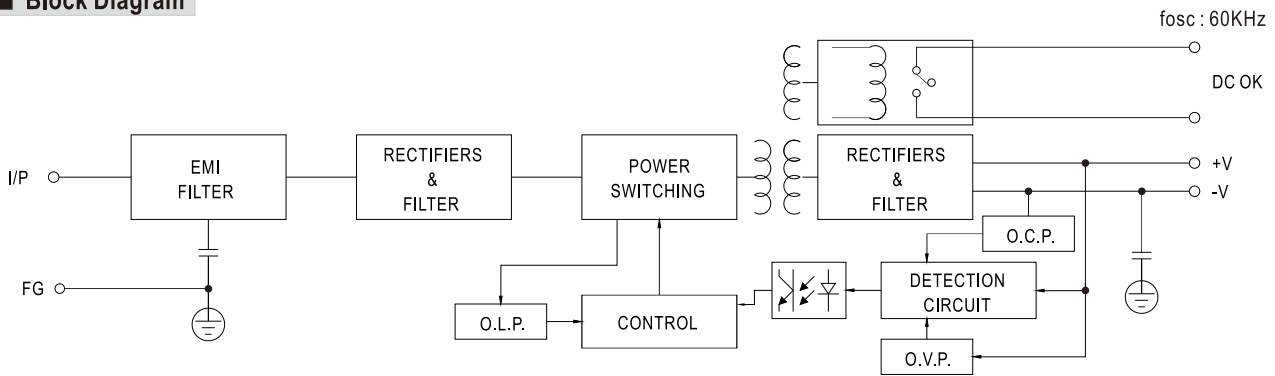 Block Diagram
fosc : 60KHz
DC OK
I/P
EMI
FILTER
RECTIFIERS
&
FILTER
POWER
SWITCHING
RECTIFIERS
&
FILTER
+V
-V
O.C.P.
FG
O.L.P.
CONTROL
DETECTION
CIRCUIT
O.V.P.